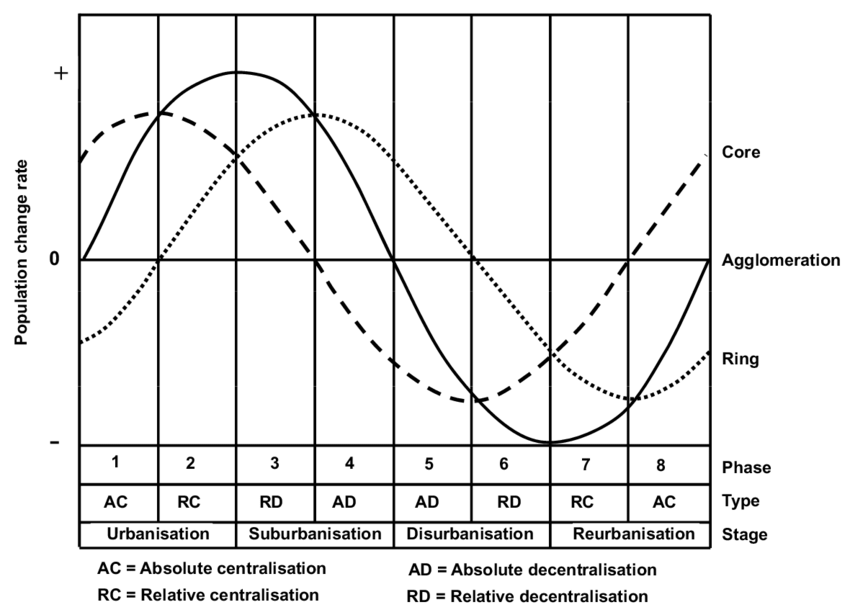 +
Core
0
Agglomeration
Population change rate
Ring
-
1 2 3 4 5 6 7 8 Phase
AC RC RD AD AD RD RC AC Type
Urbanisation Suburbanisation Disurbanisation Reurbanisation Stage
AC = Absolute centralisation AD = Absolute decentralisation
RC = Relative centralisation RD = Relative decentralisation